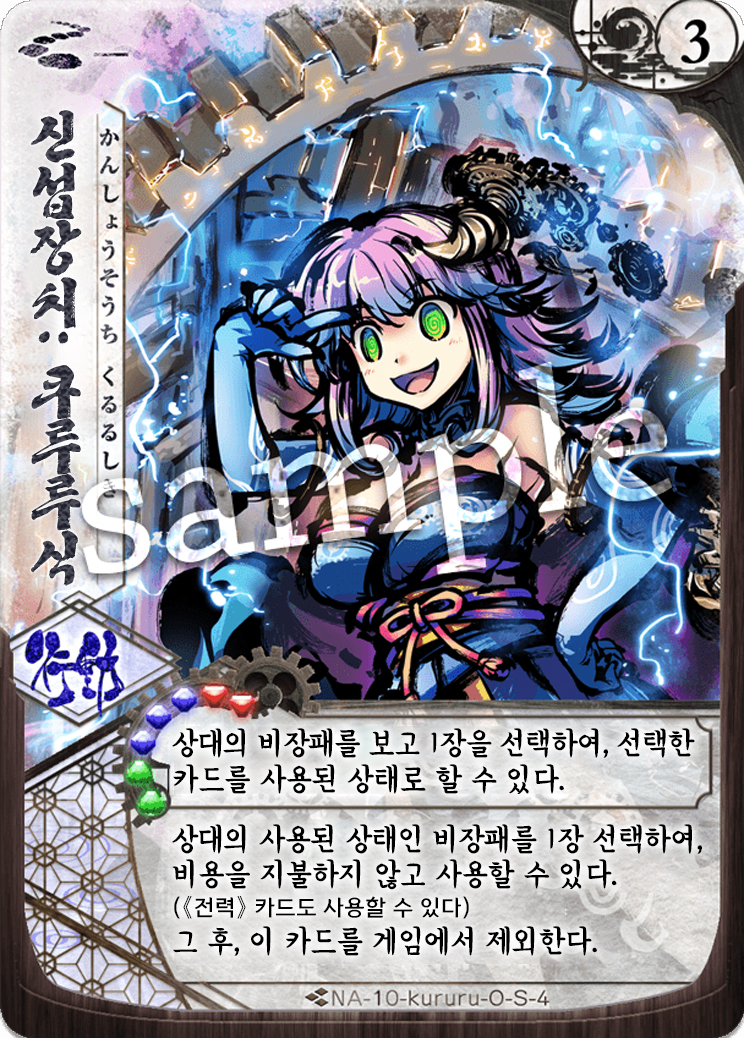 3
신섭장치: 쿠루루식
かんしょうそうち くるるしき
sample
상대의 비장패를 보고 1장을 선택하여, 선택한
카드를 사용된 상태로 할 수 있다.
상대의 사용된 상태인 비장패를 1장 선택하여,
비용을 지불하지 않고 사용할 수 있다.
(《전력》 카드도 사용할 수 있다)
그 후, 이 카드를 게임에서 제외한다.
NA-10-kururu-O-S-4